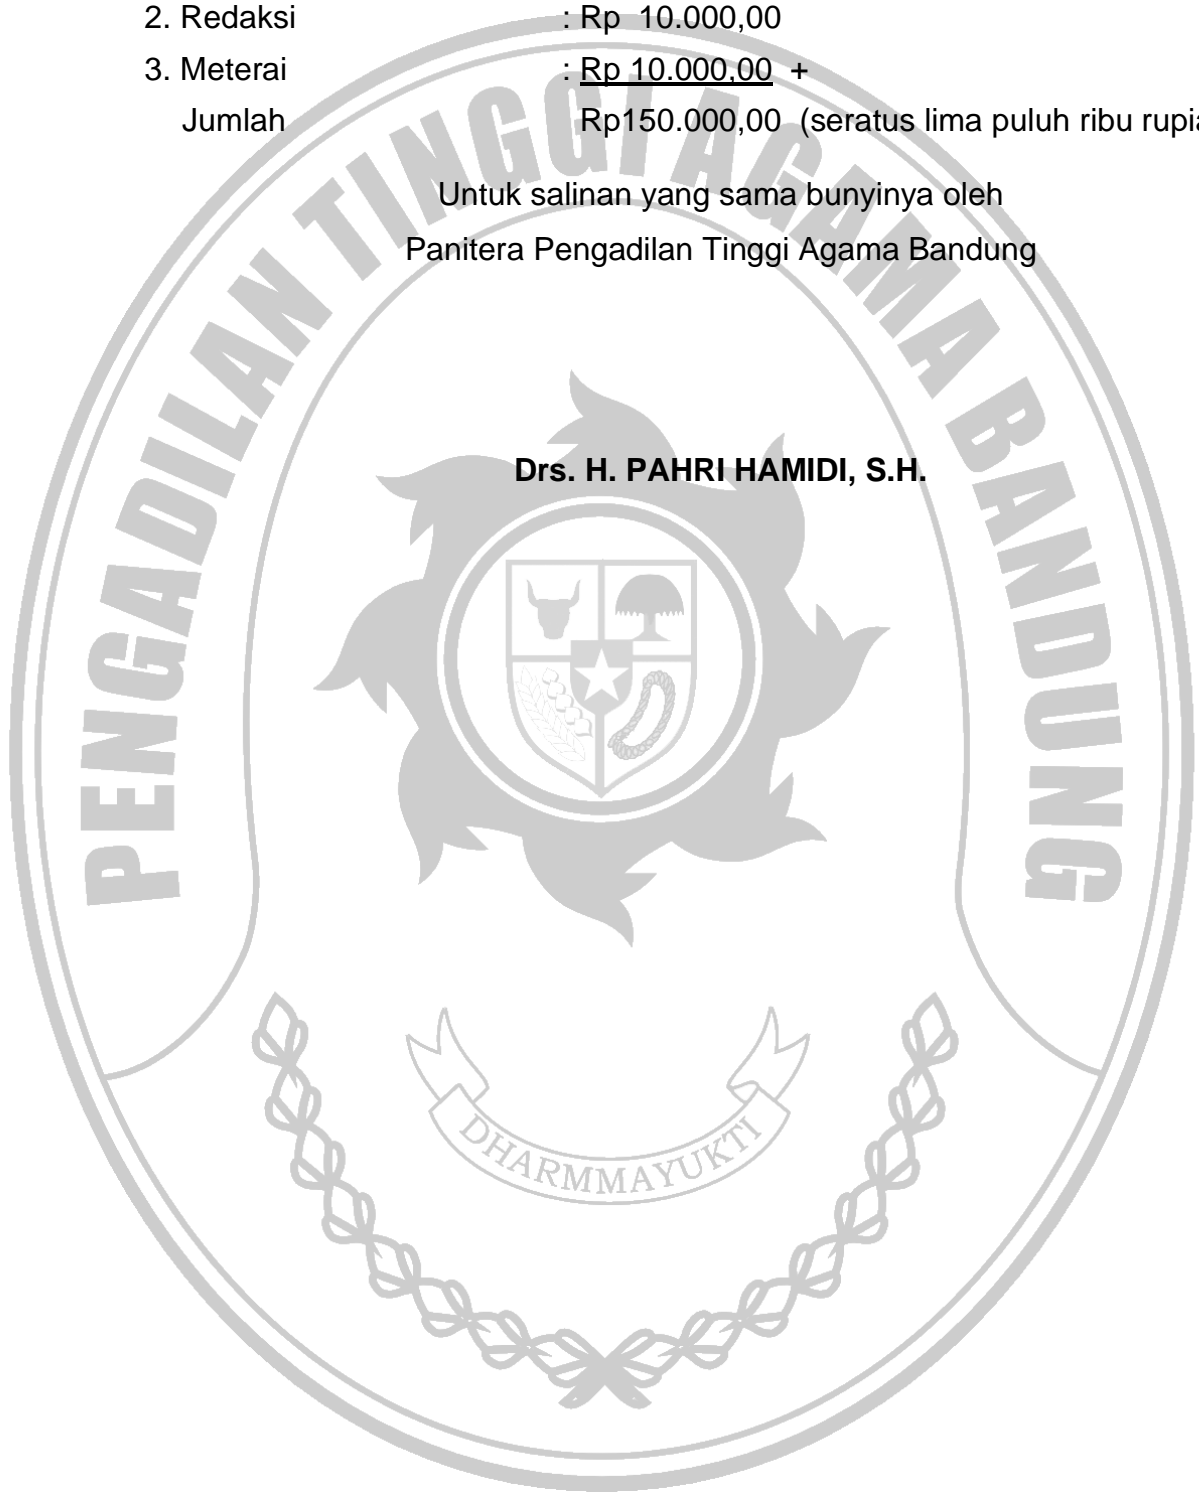 2. Redaksi : Rp 10.000,00
3. Meterai : Rp 10.000,00 +
Jumlah Rp150.000,00 (seratus lima puluh ribu
Untuk salinan yang sama bunyinya oleh
Panitera Pengadilan Tinggi Agama Bandung
Drs. H. PAHRI HAMIDI, S.H.
PENGADILAN TINGGI AGAMA BANDUNG
DHARMMAYUKTI